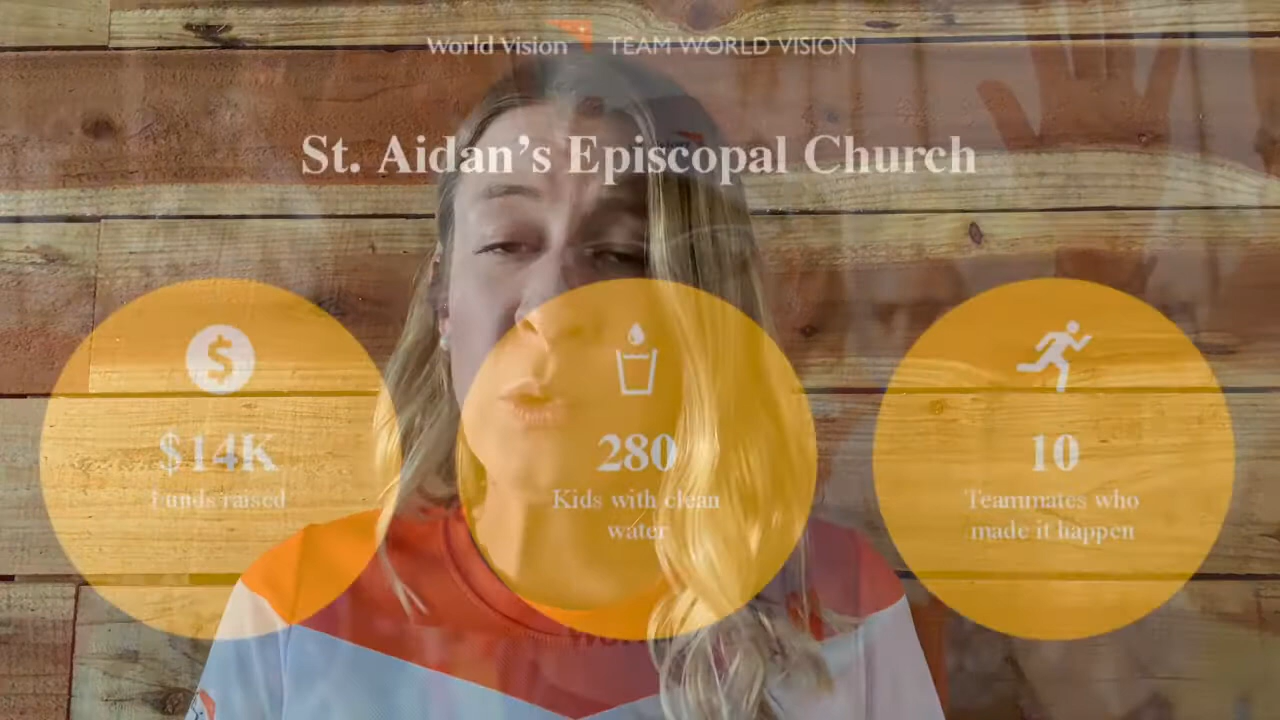 World Vision TEAM WORLD VISION
St. Aidan's Episcopal Church
$14K
Funds raised
280
Kids with clean
water
10
Teammates who
made it happen